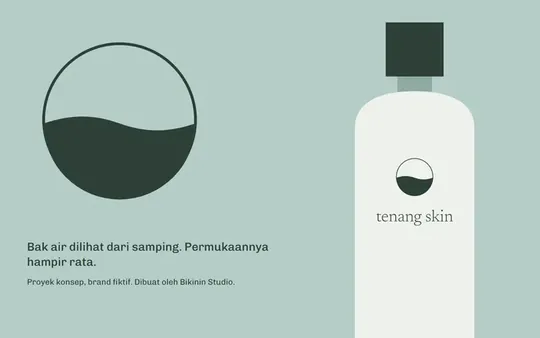 Bak air dilihat dari samping. Permukaannya
hampir rata.
Proyek konsep, brand fiktif. Dibuat oleh Bikinin Studio.
tenang skin